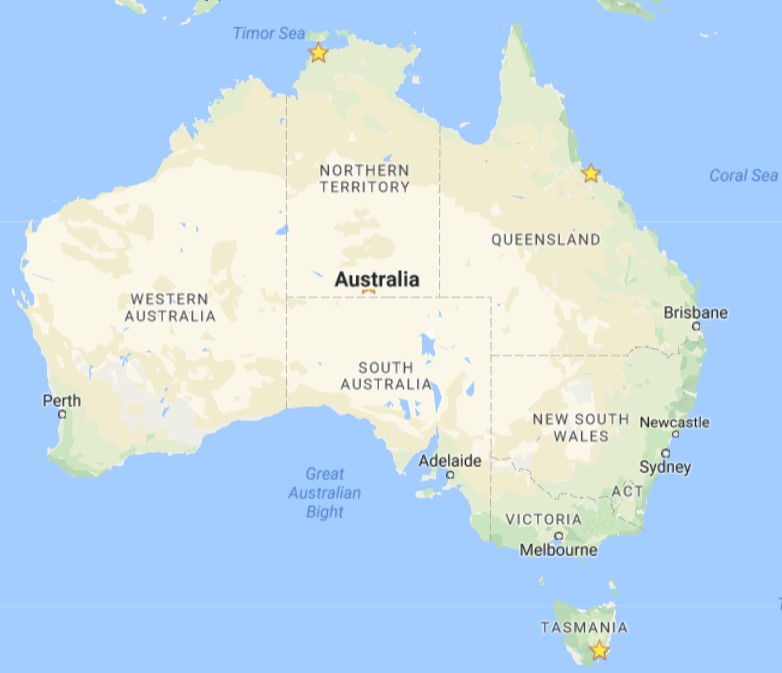 Timor Sea
NORTHERN
TERRITORY
Coral Sea
QUEENSLAND
Australia
WESTERN
AUSTRALIA
Brisbane
SOUTH
AUSTRALIA
Perth
NEW SOUTH
WALES
Newcastle
Adelaide
Sydney
Great
Australian
Bight
ACT
VICTORIA
Melbourne
TASMANIA